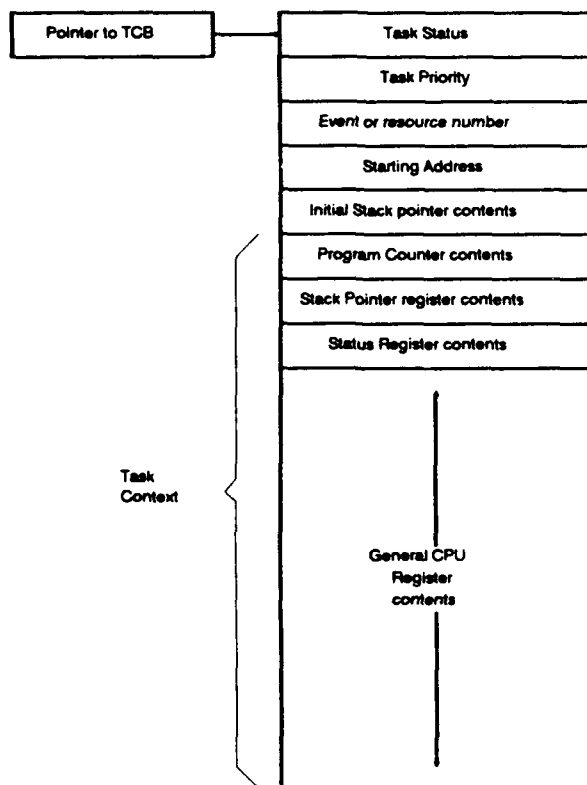 Pointer to TCB
Task Status
Task Priority
Event or resource number
Starting Address
Initial Stack pointer contents
Program Counter contents
Stack Pointer register contents
Status Register contents
Task
Context
General CPU
Register
contents